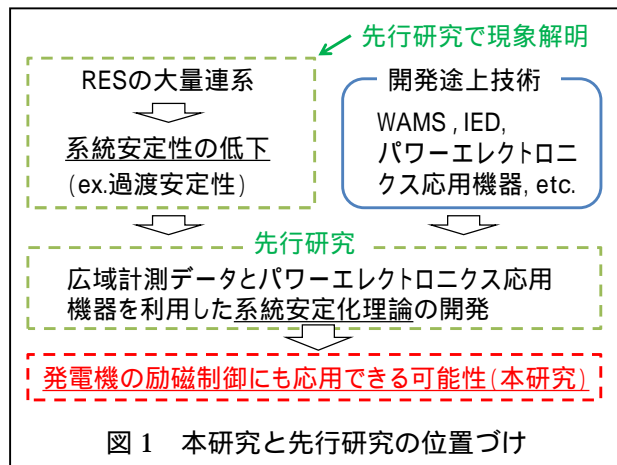 先行研究で現象解明
RESの大量連系
系統安定性の低下
(ex.過渡安定性)
開発途上技術
WAMS , IED,
パワーエレクトロニ
クス応用機器, etc.
先行研究
広域計測データとパワーエレクトロニクス応用
機器を利用した系統安定化理論の開発
発電機の励磁制御にも応用できる可能性(本研究)
図 1 本研究と先行研究の位置づけ